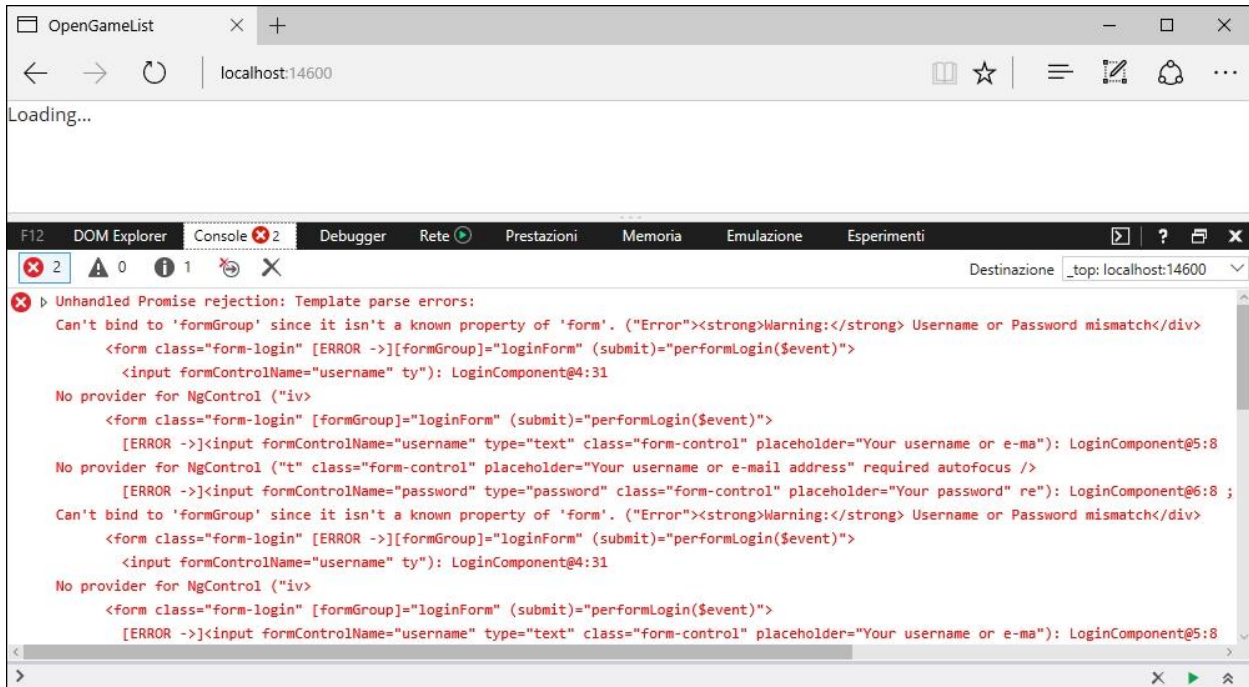 OpenGameList
localhost:14600
Loading...
F12 DOM Explorer Console 2 Debugger Rete Prestazioni Memoria Emulazione Esperimenti ?
2 0 1 Destinazione _top: localhost:14600
Unhandled Promise rejection: Template parse errors:
Can't bind to 'formGroup' since it isn't a known property of 'form'. ("Error"><strong>Warning:</strong> Username or Password mismatch</div>
<form class="form-login" [ERROR ->][formGroup]="loginForm" (submit)="performLogin($event)">
<input formControlName="username" ty"): LoginComponent@4:31
No provider for NgControl ("iv>
<form class="form-login" [formGroup]="loginForm" (submit)="performLogin($event)">
[ERROR ->]<input formControlName="username" type="text" class="form-control" placeholder="Your username or e-ma"): LoginComponent@5:8
No provider for NgControl ("t" class="form-control" placeholder="Your username or e-mail address" required autofocus />
[ERROR ->]<input formControlName="password" type="password" class="form-control" placeholder="Your password" re"): LoginComponent@6:8 ;
Can't bind to 'formGroup' since it isn't a known property of 'form'. ("Error"><strong>Warning:</strong> Username or Password mismatch</div>
<form class="form-login" [ERROR ->][formGroup]="loginForm" (submit)="performLogin($event)">
<input formControlName="username" ty"): LoginComponent@4:31
No provider for NgControl ("iv>
<form class="form-login" [formGroup]="loginForm" (submit)="performLogin($event)">
[ERROR ->]<input formControlName="username" type="text" class="form-control" placeholder="Your username or e-ma"): LoginComponent@5:8